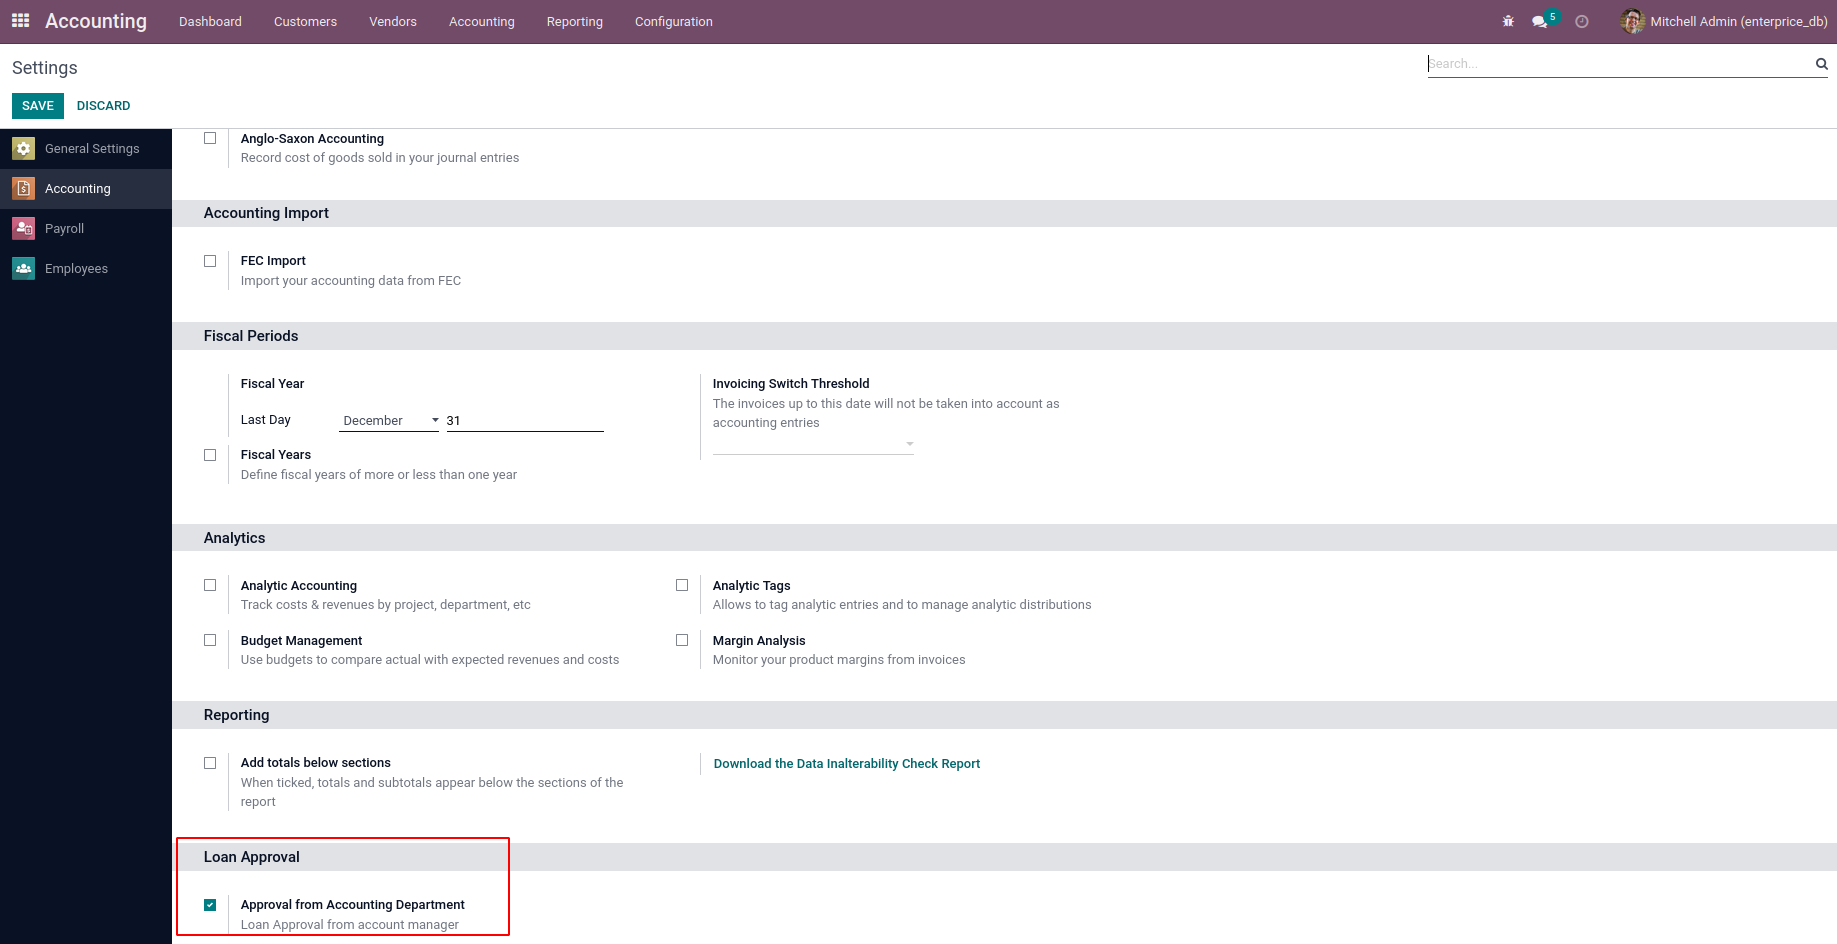 Accounting Dashboard Customers Vendors Accounting Reporting Configuration 5 Mitchell Admin (enterprice_db)
Settings
Search...
SAVE DISCARD
General Settings
Accounting
Payroll
Employees
Anglo-Saxon Accounting
Record cost of goods sold in your journal entries
Accounting Import
FEC Import
Import your accounting data from FEC
Fiscal Periods
Fiscal Year
Last Day December 31
Fiscal Years
Define fiscal years of more or less than one year
Invoicing Switch Threshold
The invoices up to this date will not be taken into account as
accounting entries
Analytics
Analytic Accounting
Track costs & revenues by project, department, etc
Analytic Tags
Allows to tag analytic entries and to manage analytic distributions
Budget Management
Use budgets to compare actual with expected revenues and costs
Margin Analysis
Monitor your product margins from invoices
Reporting
Add totals below sections
When ticked, totals and subtotals appear below the sections of the
report
Download the Data Inalterability Check Report
Loan Approval
Approval from Accounting Department
Loan Approval from account manager